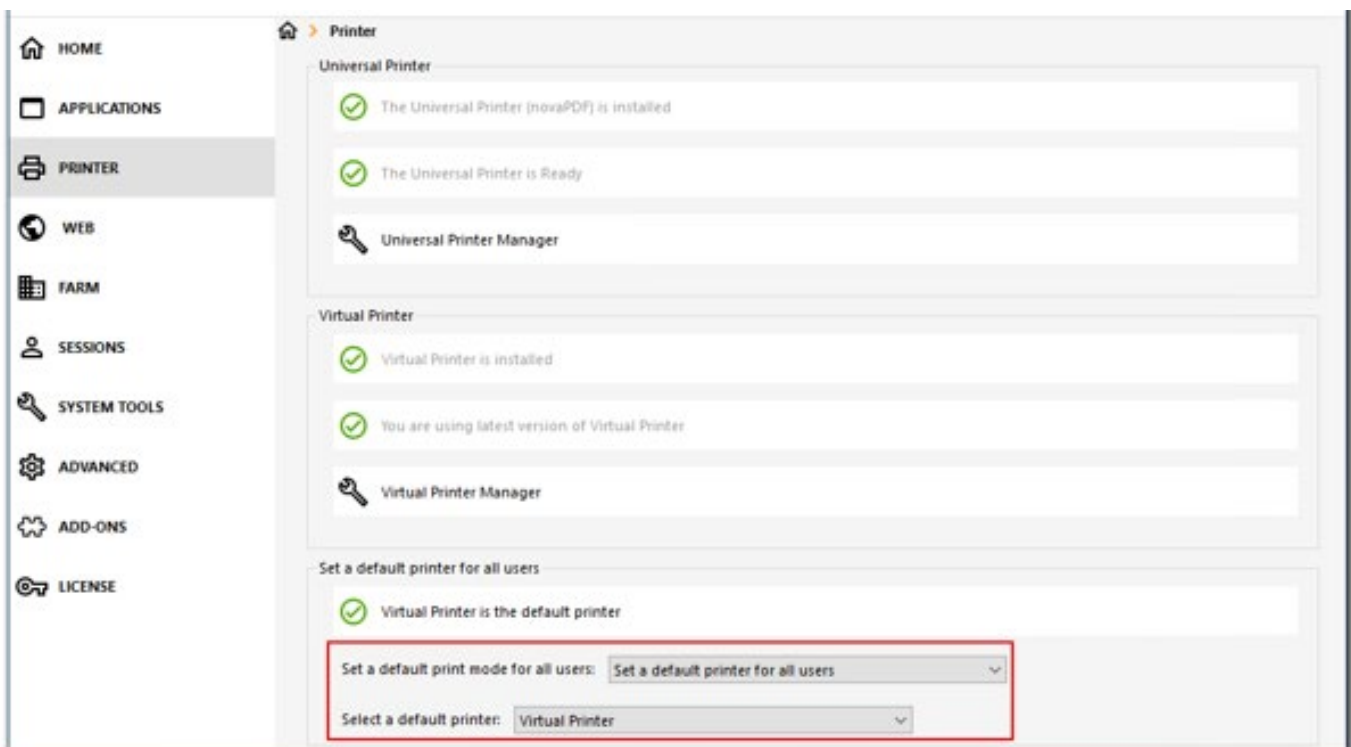 HOME
APPLICATIONS
PRINTER
WEB
FARM
SESSIONS
SYSTEM TOOLS
ADVANCED
ADD-ONS
LICENSE
Printer
Universal Printer
The Universal Printer (novaPDF) is installed
The Universal Printer is Ready
Universal Printer Manager
Virtual Printer
Virtual Printer is installed
You are using latest version of Virtual Printer
Virtual Printer Manager
Set a default printer for all users
Virtual Printer is the default printer
Set a default print mode for all users: Set a default printer for all users
Select a default printer: Virtual Printer